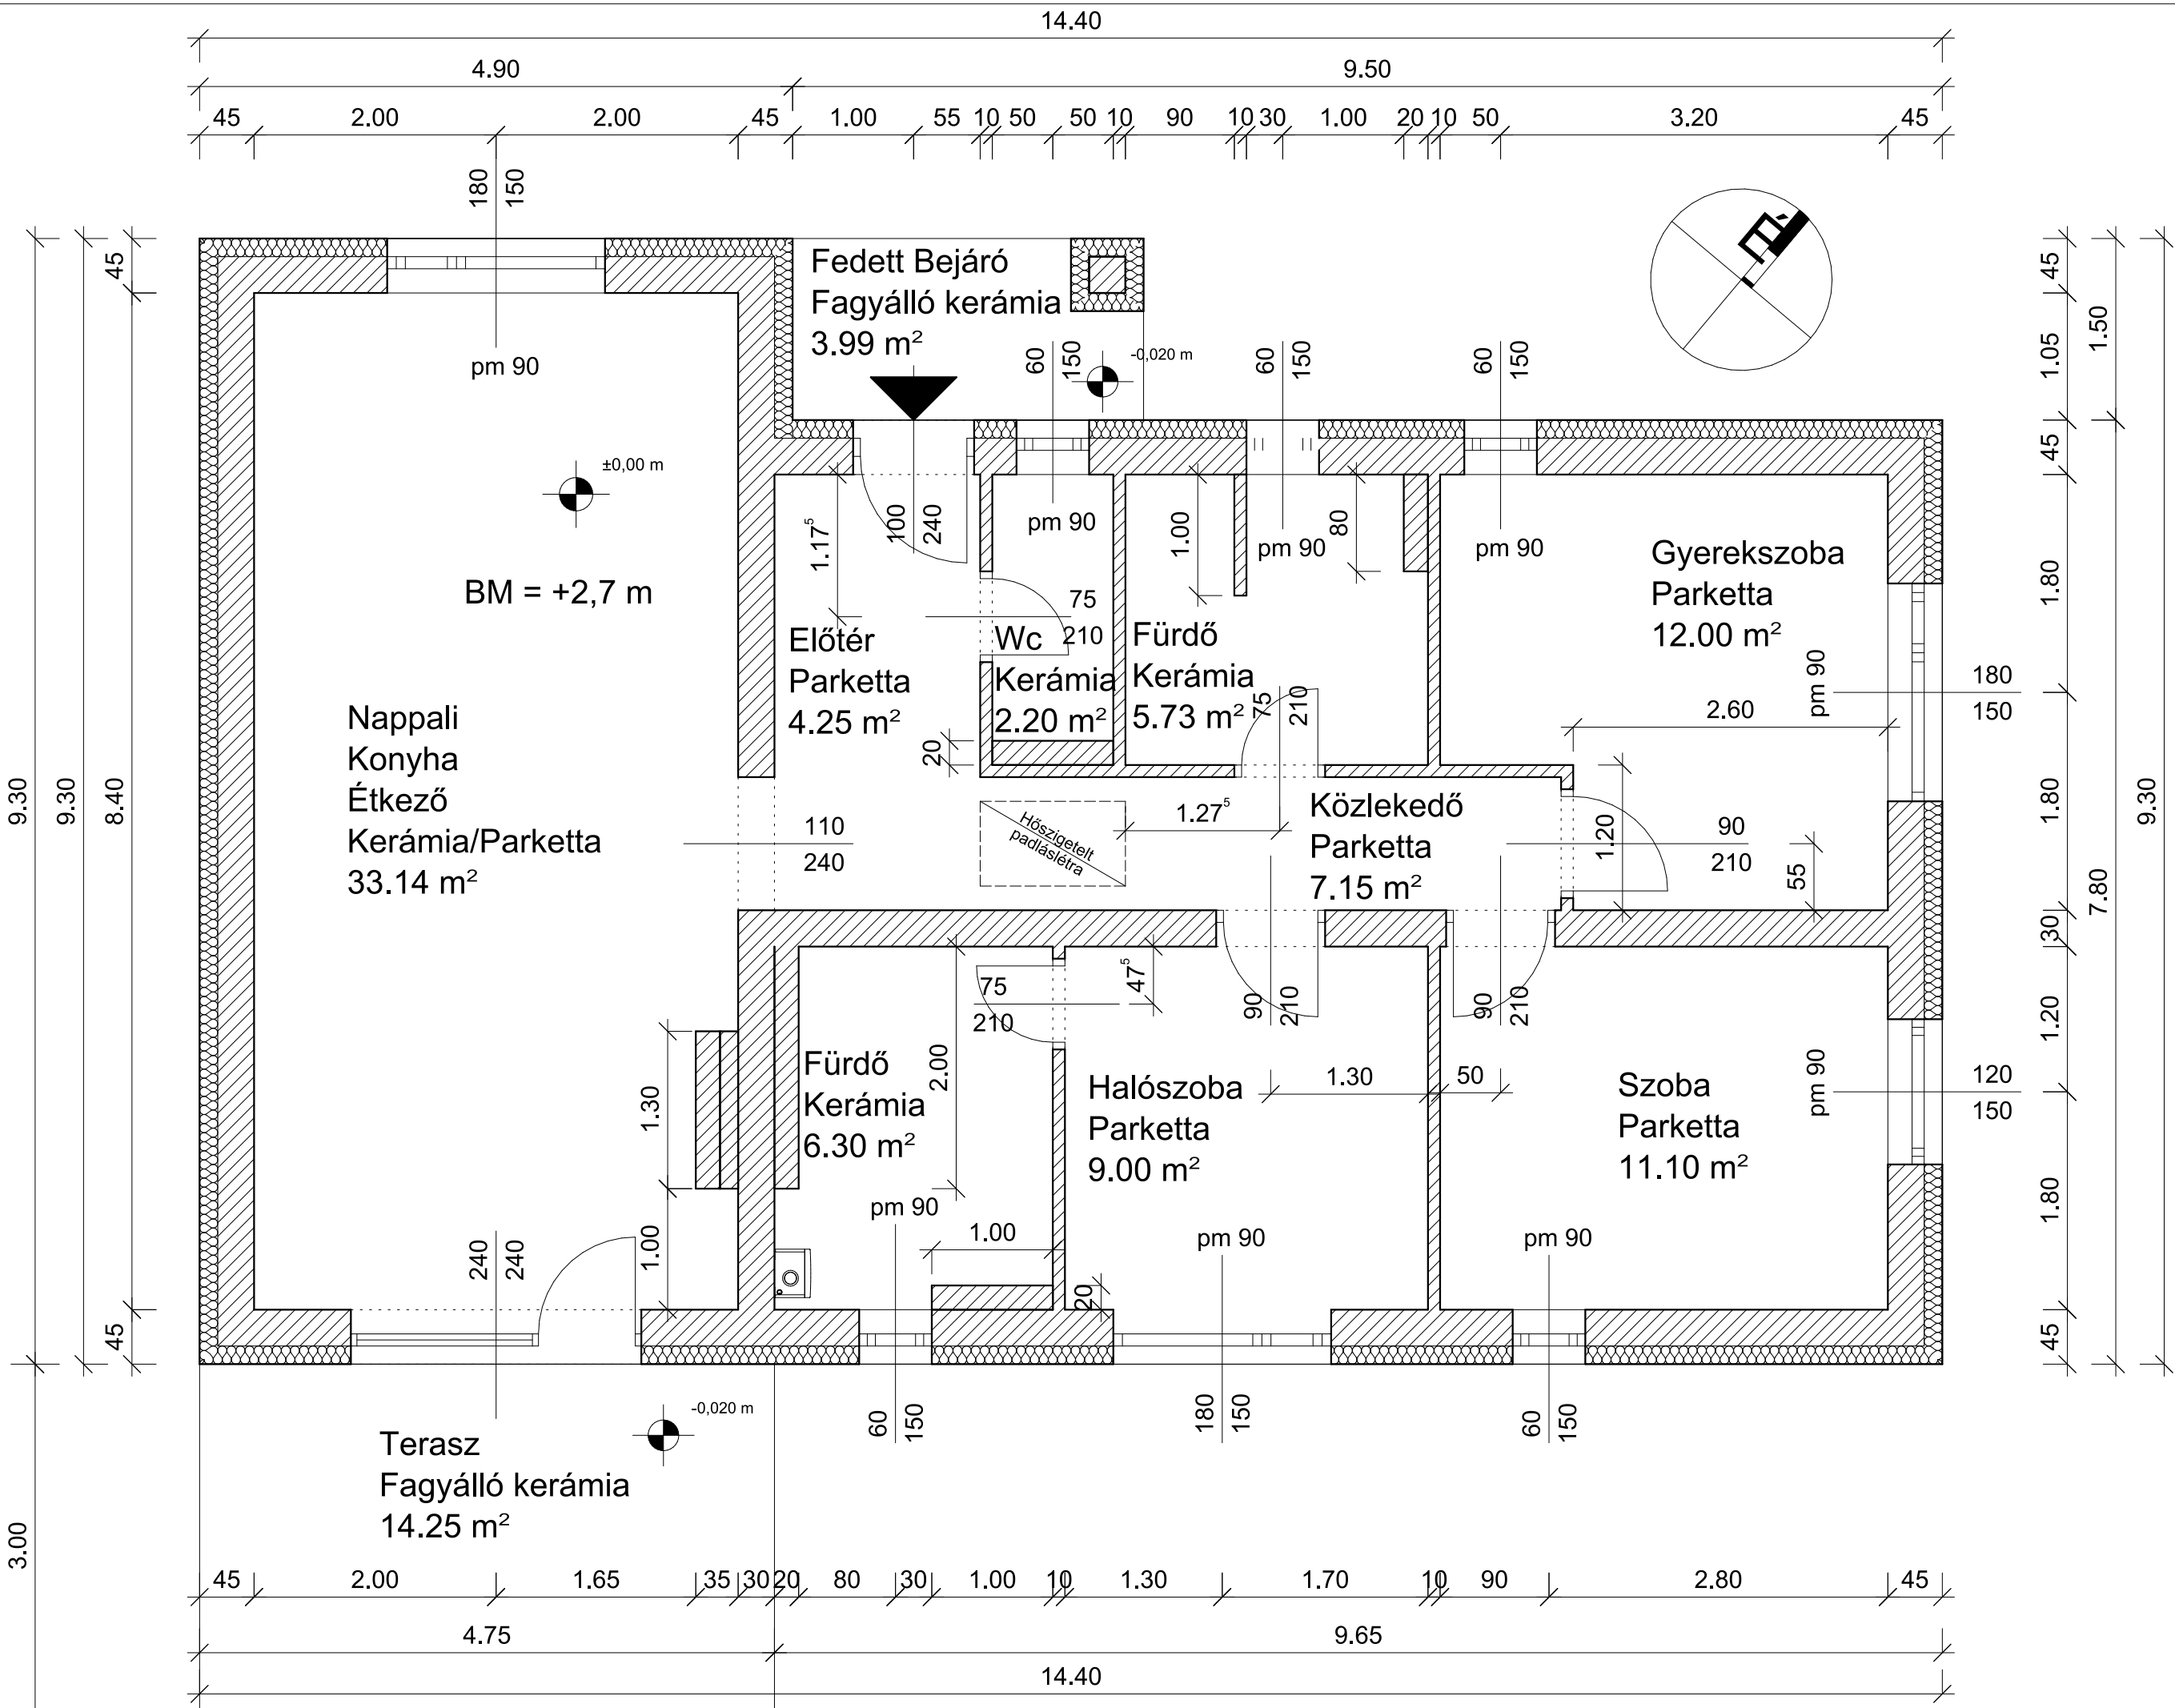 14.40
4.90 9.50
45 2.00 2.00 45 1.00 55 10 50 50 10 90 10 30 1.00 20 10 50 3.20 45
180 150
É
Fedett Bejáró
Fagyálló kerámia
3.99 m²
-0,020 m
60 150
60 150
60 150
pm 90
±0,00 m
BM = +2,7 m
1.17⁵
100 240
pm 90
1.00
pm 90
80
pm 90
Gyerekszoba
Parketta
12.00 m²
pm 90
180
150
2.60
Előtér
Parketta
4.25 m²
75
210
Wc
Kerámia
2.20 m²
20
Fürdő
Kerámia
5.73 m²
75 210
Nappali
Konyha
Étkező
Kerámia/Parketta
33.14 m²
110
240
Hőszigetelt
padláslétra
1.27⁵
Közlekedő
Parketta
7.15 m²
1.20
90
210
55
75
210
47⁵
90 210
90 210
2.00
1.30
1.00
Fürdő
Kerámia
6.30 m²
pm 90
1.00
20
Halószoba
Parketta
9.00 m²
1.30
50
pm 90
Szoba
Parketta
11.10 m²
pm 90
pm 90
120
150
240 240
60 150
180 150
60 150
-0,020 m
Terasz
Fagyálló kerámia
14.25 m²
9.30
3.00
9.30
45
8.40
45
45
1.05
45
1.80
1.80
30
1.20
1.80
45
1.50
7.80
9.30
45 2.00 1.65 35 30 20 80 30 1.00 10 1.30 1.70 10 90 2.80 45
4.75 9.65
14.40